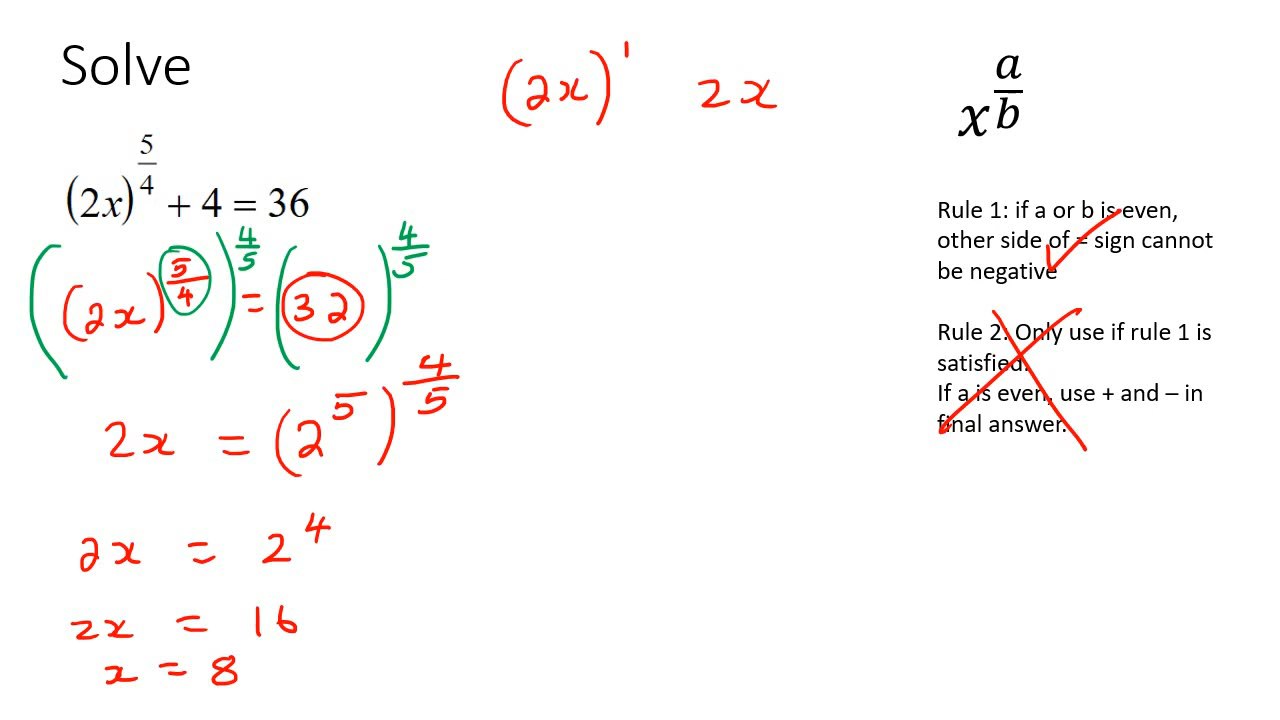 Solve
(2x)^1 2x
x^(a/b)
(2x)^(5/4) + 4 = 36
((2x)^(5/4))^(4/5) = (32)^(4/5)
2x = (2^5)^(4/5)
2x = 2^4
2x = 16
x = 8
Rule 1: if a or b is even,
other side of = sign cannot
be negative
Rule 2: Only use if rule 1 is
satisfied.
If a is even, use + and – in
final answer.